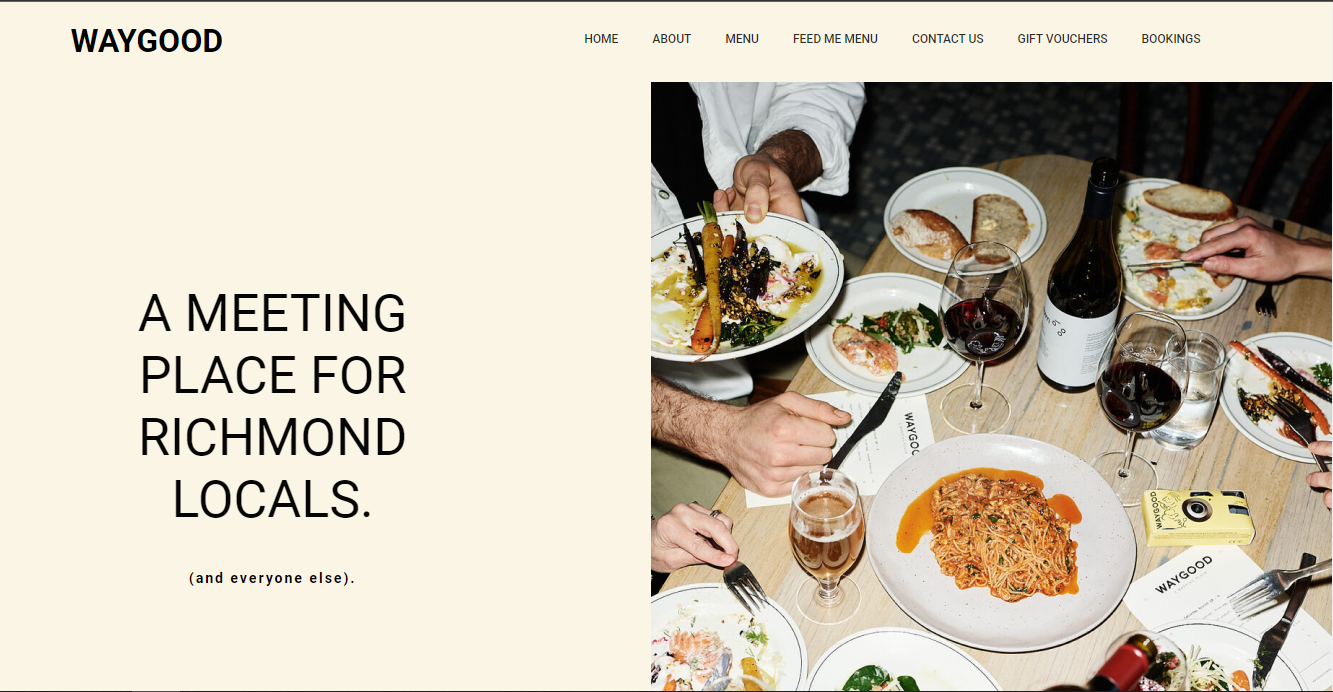 WAYGOOD
HOME ABOUT MENU FEED ME MENU CONTACT US GIFT VOUCHERS BOOKINGS
A MEETING
PLACE FOR
RICHMOND
LOCALS.
(and everyone else).
WAYGOOD
WAYGOOD